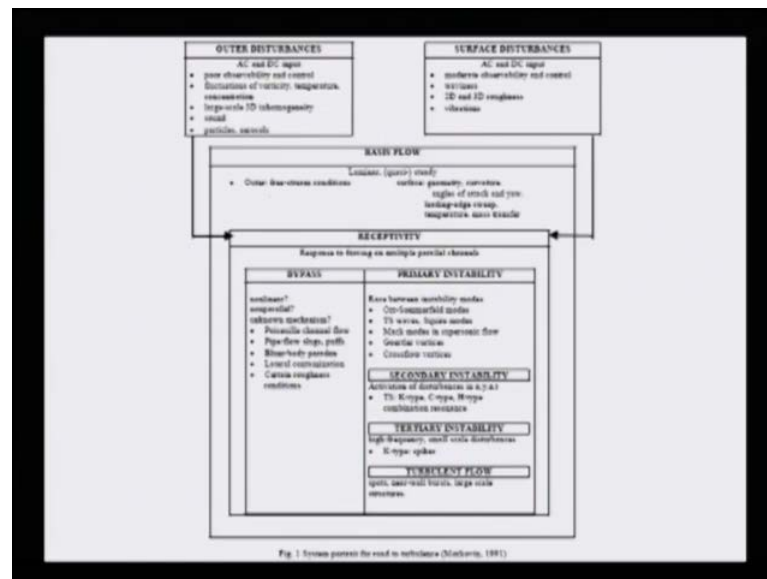 OUTER DISTURBANCES
AC and DC input
• poor observability and control
• fluctuations of vorticity, temperature,
concentration
• large-scale 3D inhomogeneity
• sound
• particles, aerosols
SURFACE DISTURBANCES
AC and DC input
• moderate observability and control
• waviness
• 2D and 3D roughness
• vibrations
BASIS FLOW
Laminar, (quasi-) steady
• Outer: free-stream conditions
surface: geometry, curvature,
angles of attack and yaw,
leading-edge sweep,
temperature, mass transfer
RECEPTIVITY
Response to forcing on multiple parallel channels
BYPASS
nonlinear?
nonparallel?
unknown mechanism?
• Poiseuille channel flow
• Pipe-flow slugs, puffs
• Blunt-body paradox
• Lateral contamination
• Certain roughness
conditions
PRIMARY INSTABILITY
Race between instability modes
• Orr-Sommerfeld modes
• TS waves, Squire modes
• Mack modes in supersonic flow
• Goertler vortices
• Crossflow vortices
SECONDARY INSTABILITY
Activation of disturbances in
• TS: K-type, C-type, H-type
combination resonance
TERTIARY INSTABILITY
high-frequency, small scale disturbances
• K-type: spikes
TURBULENT FLOW
spots, near-wall bursts, large scale
structures
Fig. 1 System portrait for road to turbulence (Morkovin, 1991)